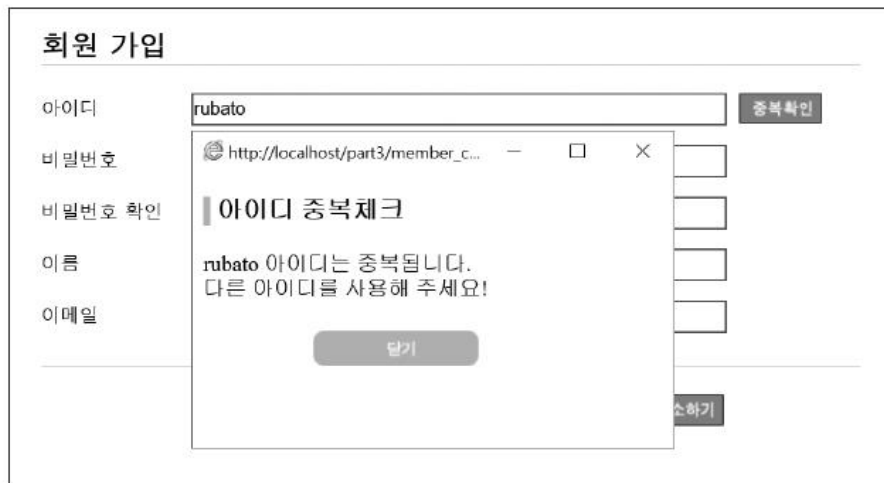 회원 가입
아이디 rubato 중복확인
http://localhost/part3/member_c...
비밀번호
아이디 중복체크
비밀번호 확인
이름
rubato 아이디는 중복됩니다.
다른 아이디를 사용해 주세요!
이메일
닫기
소하기